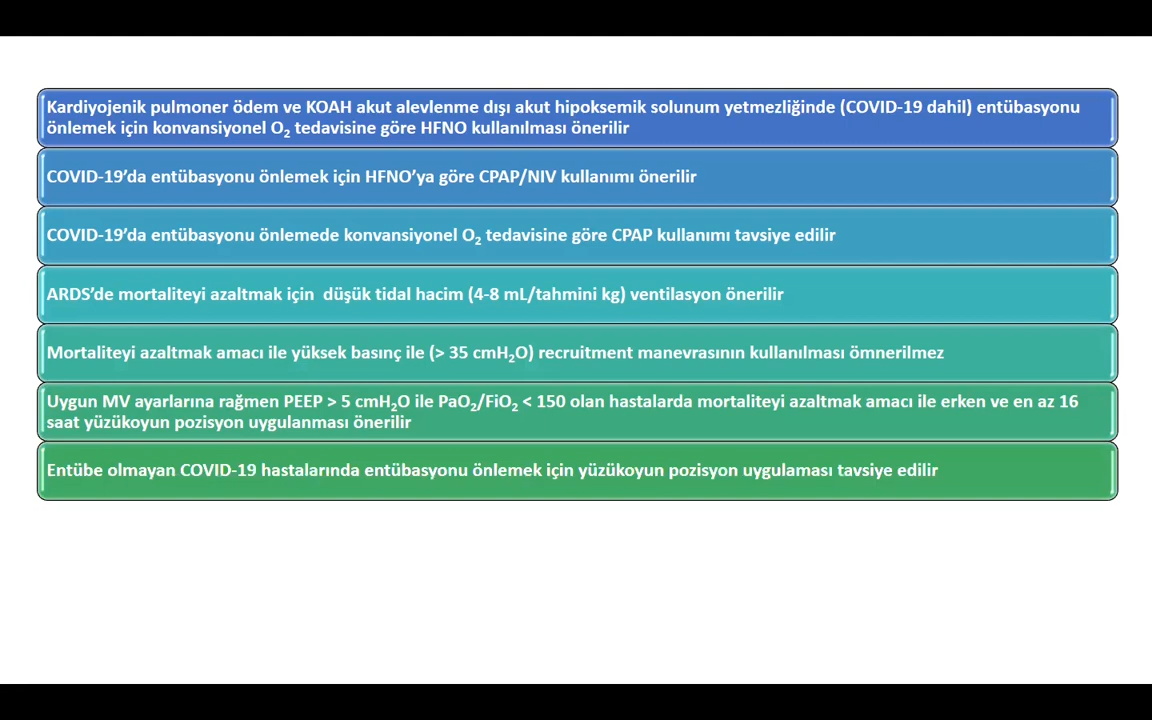 Kardiyojenik pulmoner ödem ve KOAH akut alevlenme dışı akut hipoksemik solunum yetmezliğinde (COVID-19 dahil) entübasyonu
önlemek için konvansiyonel O₂ tedavisine göre HFNO kullanılması önerilir
COVID-19’da entübasyonu önlemek için HFNO’ya göre CPAP/NIV kullanımı önerilir
COVID-19’da entübasyonu önlemede konvansiyonel O₂ tedavisine göre CPAP kullanımı tavsiye edilir
ARDS’de mortaliteyi azaltmak için  düşük tidal hacim (4-8 mL/tahmini kg) ventilasyon önerilir
Mortaliteyi azaltmak amacı ile yüksek basınç ile (> 35 cmH₂O) recruitment manevrasının kullanılması ömnerilmez
Uygun MV ayarlarına rağmen PEEP > 5 cmH₂O ile PaO₂/FiO₂ < 150 olan hastalarda mortaliteyi azaltmak amacı ile erken ve en az 16
saat yüzükoyun pozisyon uygulanması önerilir
Entübe olmayan COVID-19 hastalarında entübasyonu önlemek için yüzükoyun pozisyon uygulaması tavsiye edilir